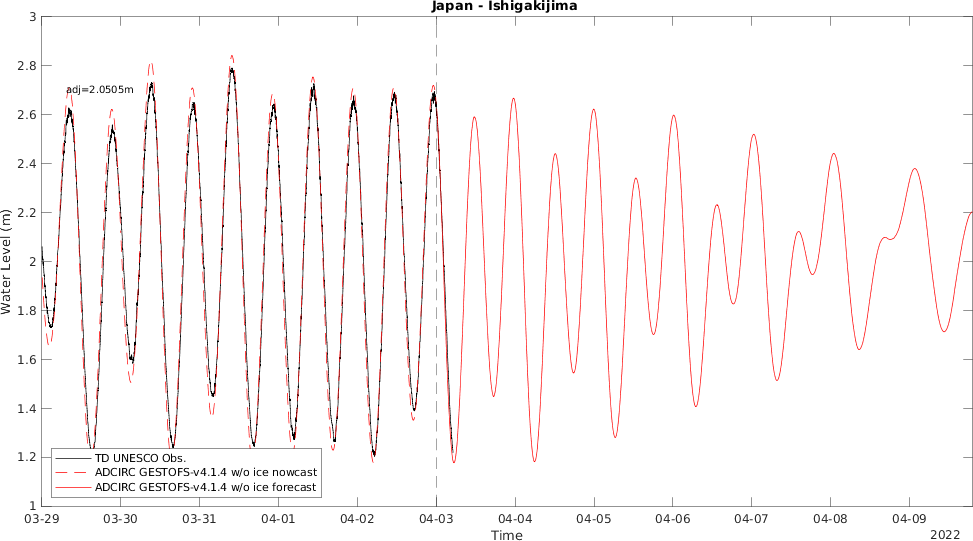 Japan - Ishigakijima
3
2.8
2.6
2.4
2.2
2
1.8
1.6
1.4
1.2
1
Water Level (m)
adj=2.0505m
TD UNESCO Obs.
ADCIRC GESTOFS-v4.1.4 w/o ice nowcast
ADCIRC GESTOFS-v4.1.4 w/o ice forecast
03-29 03-30 03-31 04-01 04-02 04-03 04-04 04-05 04-06 04-07 04-08 04-09
Time
2022